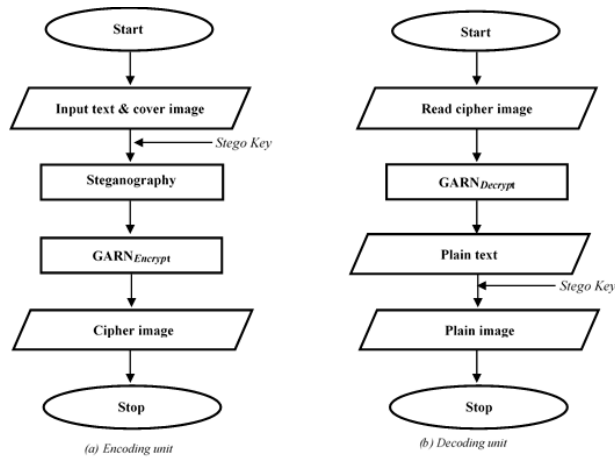 Start
Input text & cover image
Stego Key
Steganography
GARNEncrypt
Cipher image
Stop
(a) Encoding unit
Start
Read cipher image
GARNDecrypt
Plain text
Stego Key
Plain image
Stop
(b) Decoding unit